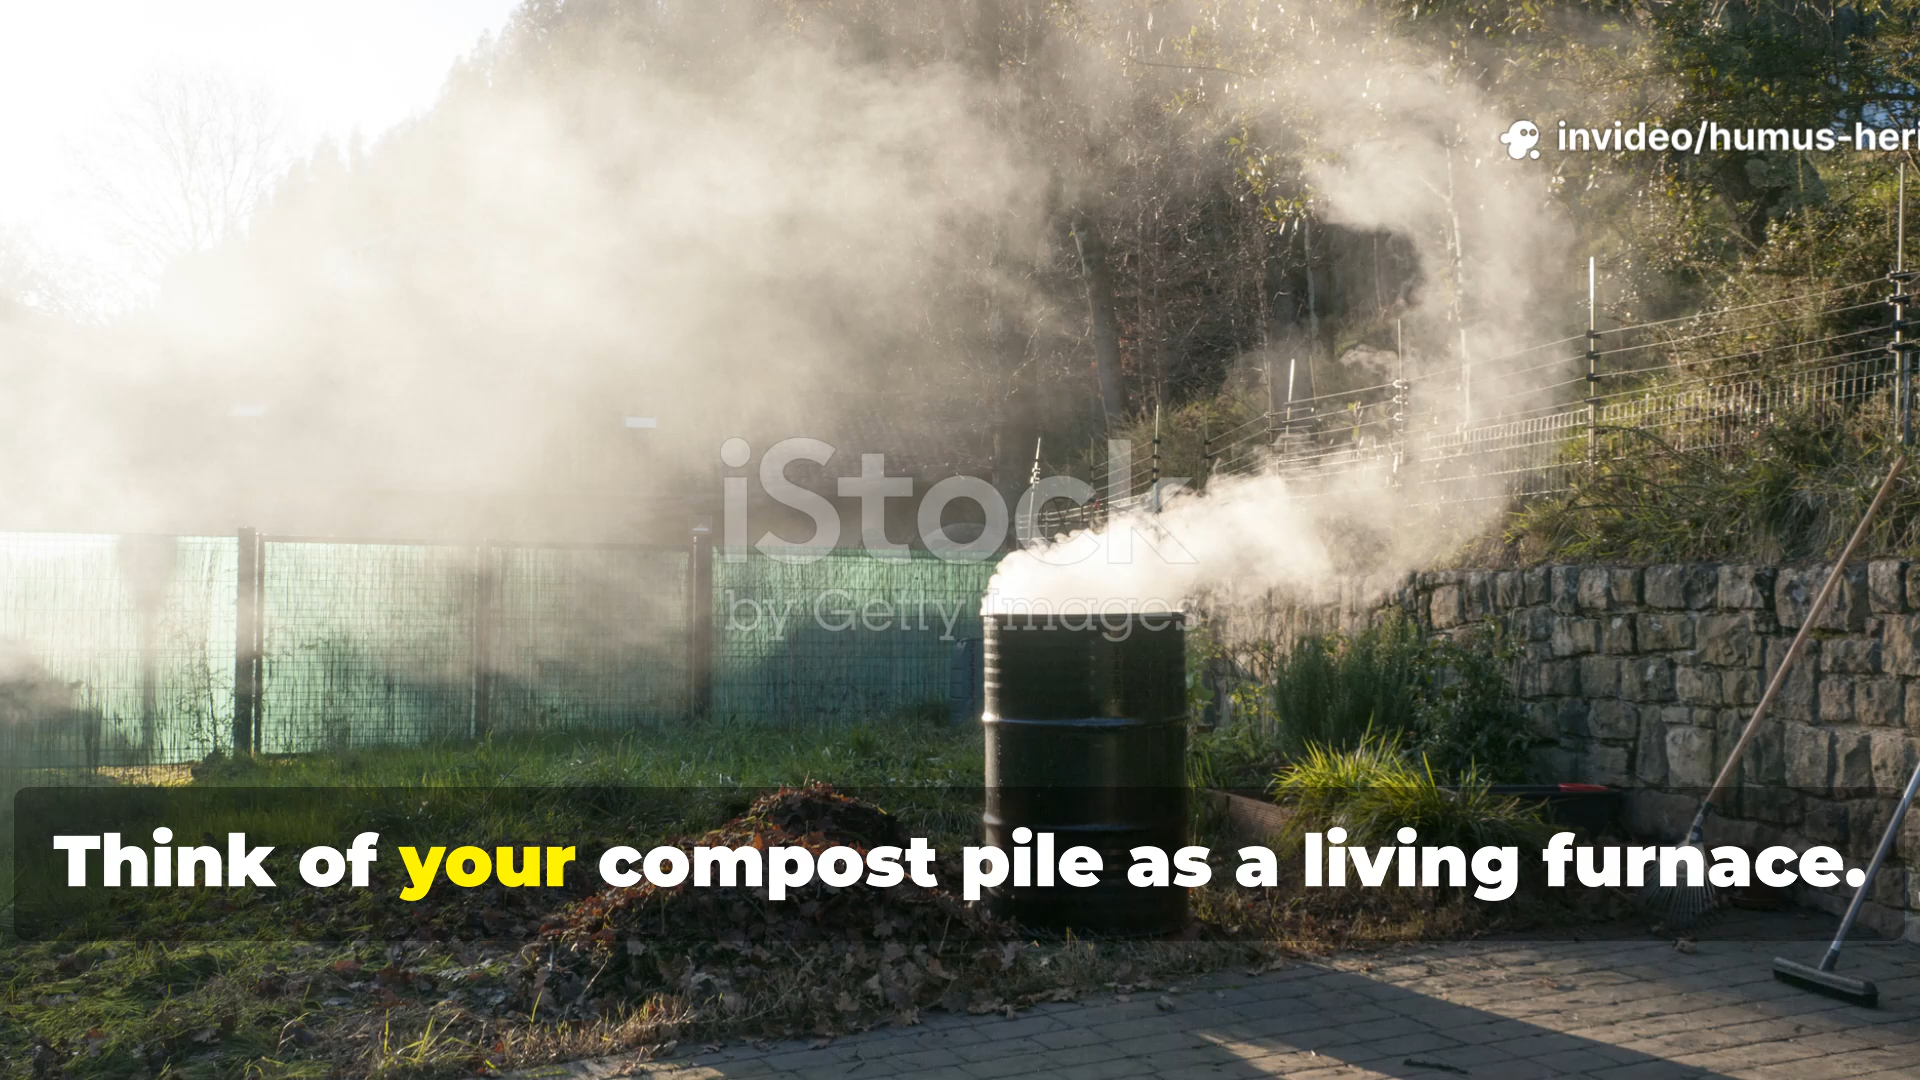 invideo/humus-heri
iStock
by Getty Images
Think of your compost pile as a living furnace.